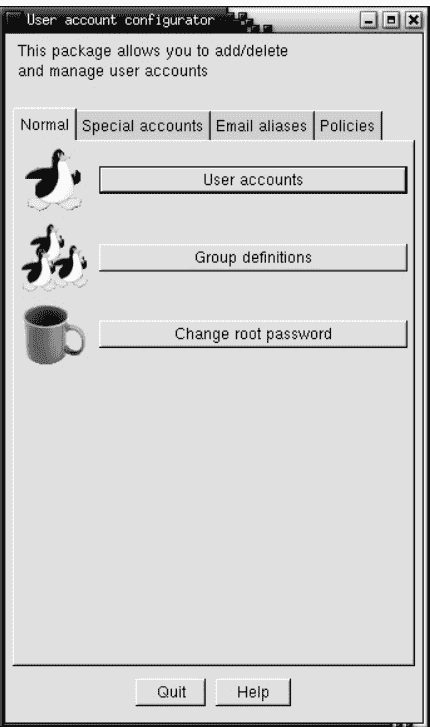 User account configurator
This package allows you to add/delete
and manage user accounts
Normal Special accounts Email aliases Policies
User accounts
Group definitions
Change root password
Quit Help